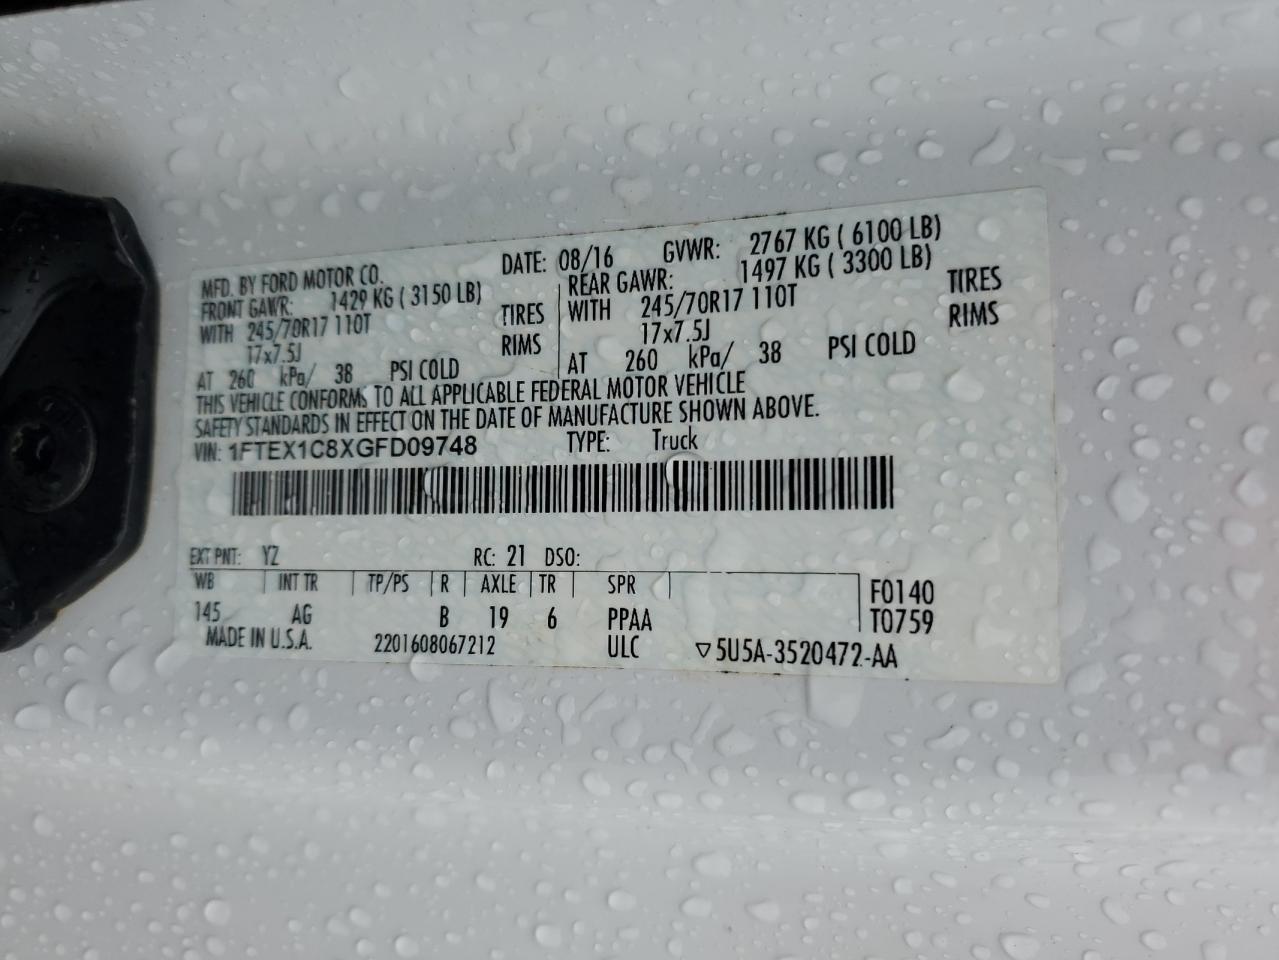 MFD. BY FORD MOTOR CO. DATE: 08/16 GVWR: 2767 KG ( 6100 LB)
FRONT GAWR: 1429 KG ( 3150 LB) REAR GAWR: 1497 KG ( 3300 LB)
WITH 245/70R17 110T TIRES WITH 245/70R17 110T TIRES
17x7.5J RIMS 17x7.5J RIMS
AT 260 kPa/ 38 PSI COLD AT 260 kPa/ 38 PSI COLD
THIS VEHICLE CONFORMS TO ALL APPLICABLE FEDERAL MOTOR VEHICLE
SAFETY STANDARDS IN EFFECT ON THE DATE OF MANUFACTURE SHOWN ABOVE.
VIN: 1FTEX1C8XGFD09748 TYPE: Truck
EXT PNT: YZ RC: 21 DSO:
WB INT TR TP/PS R AXLE TR SPR F0140
145 AG B 19 6 PPAA T0759
MADE IN U.S.A. 2201608067212 ULC ▽5U5A-3520472-AA